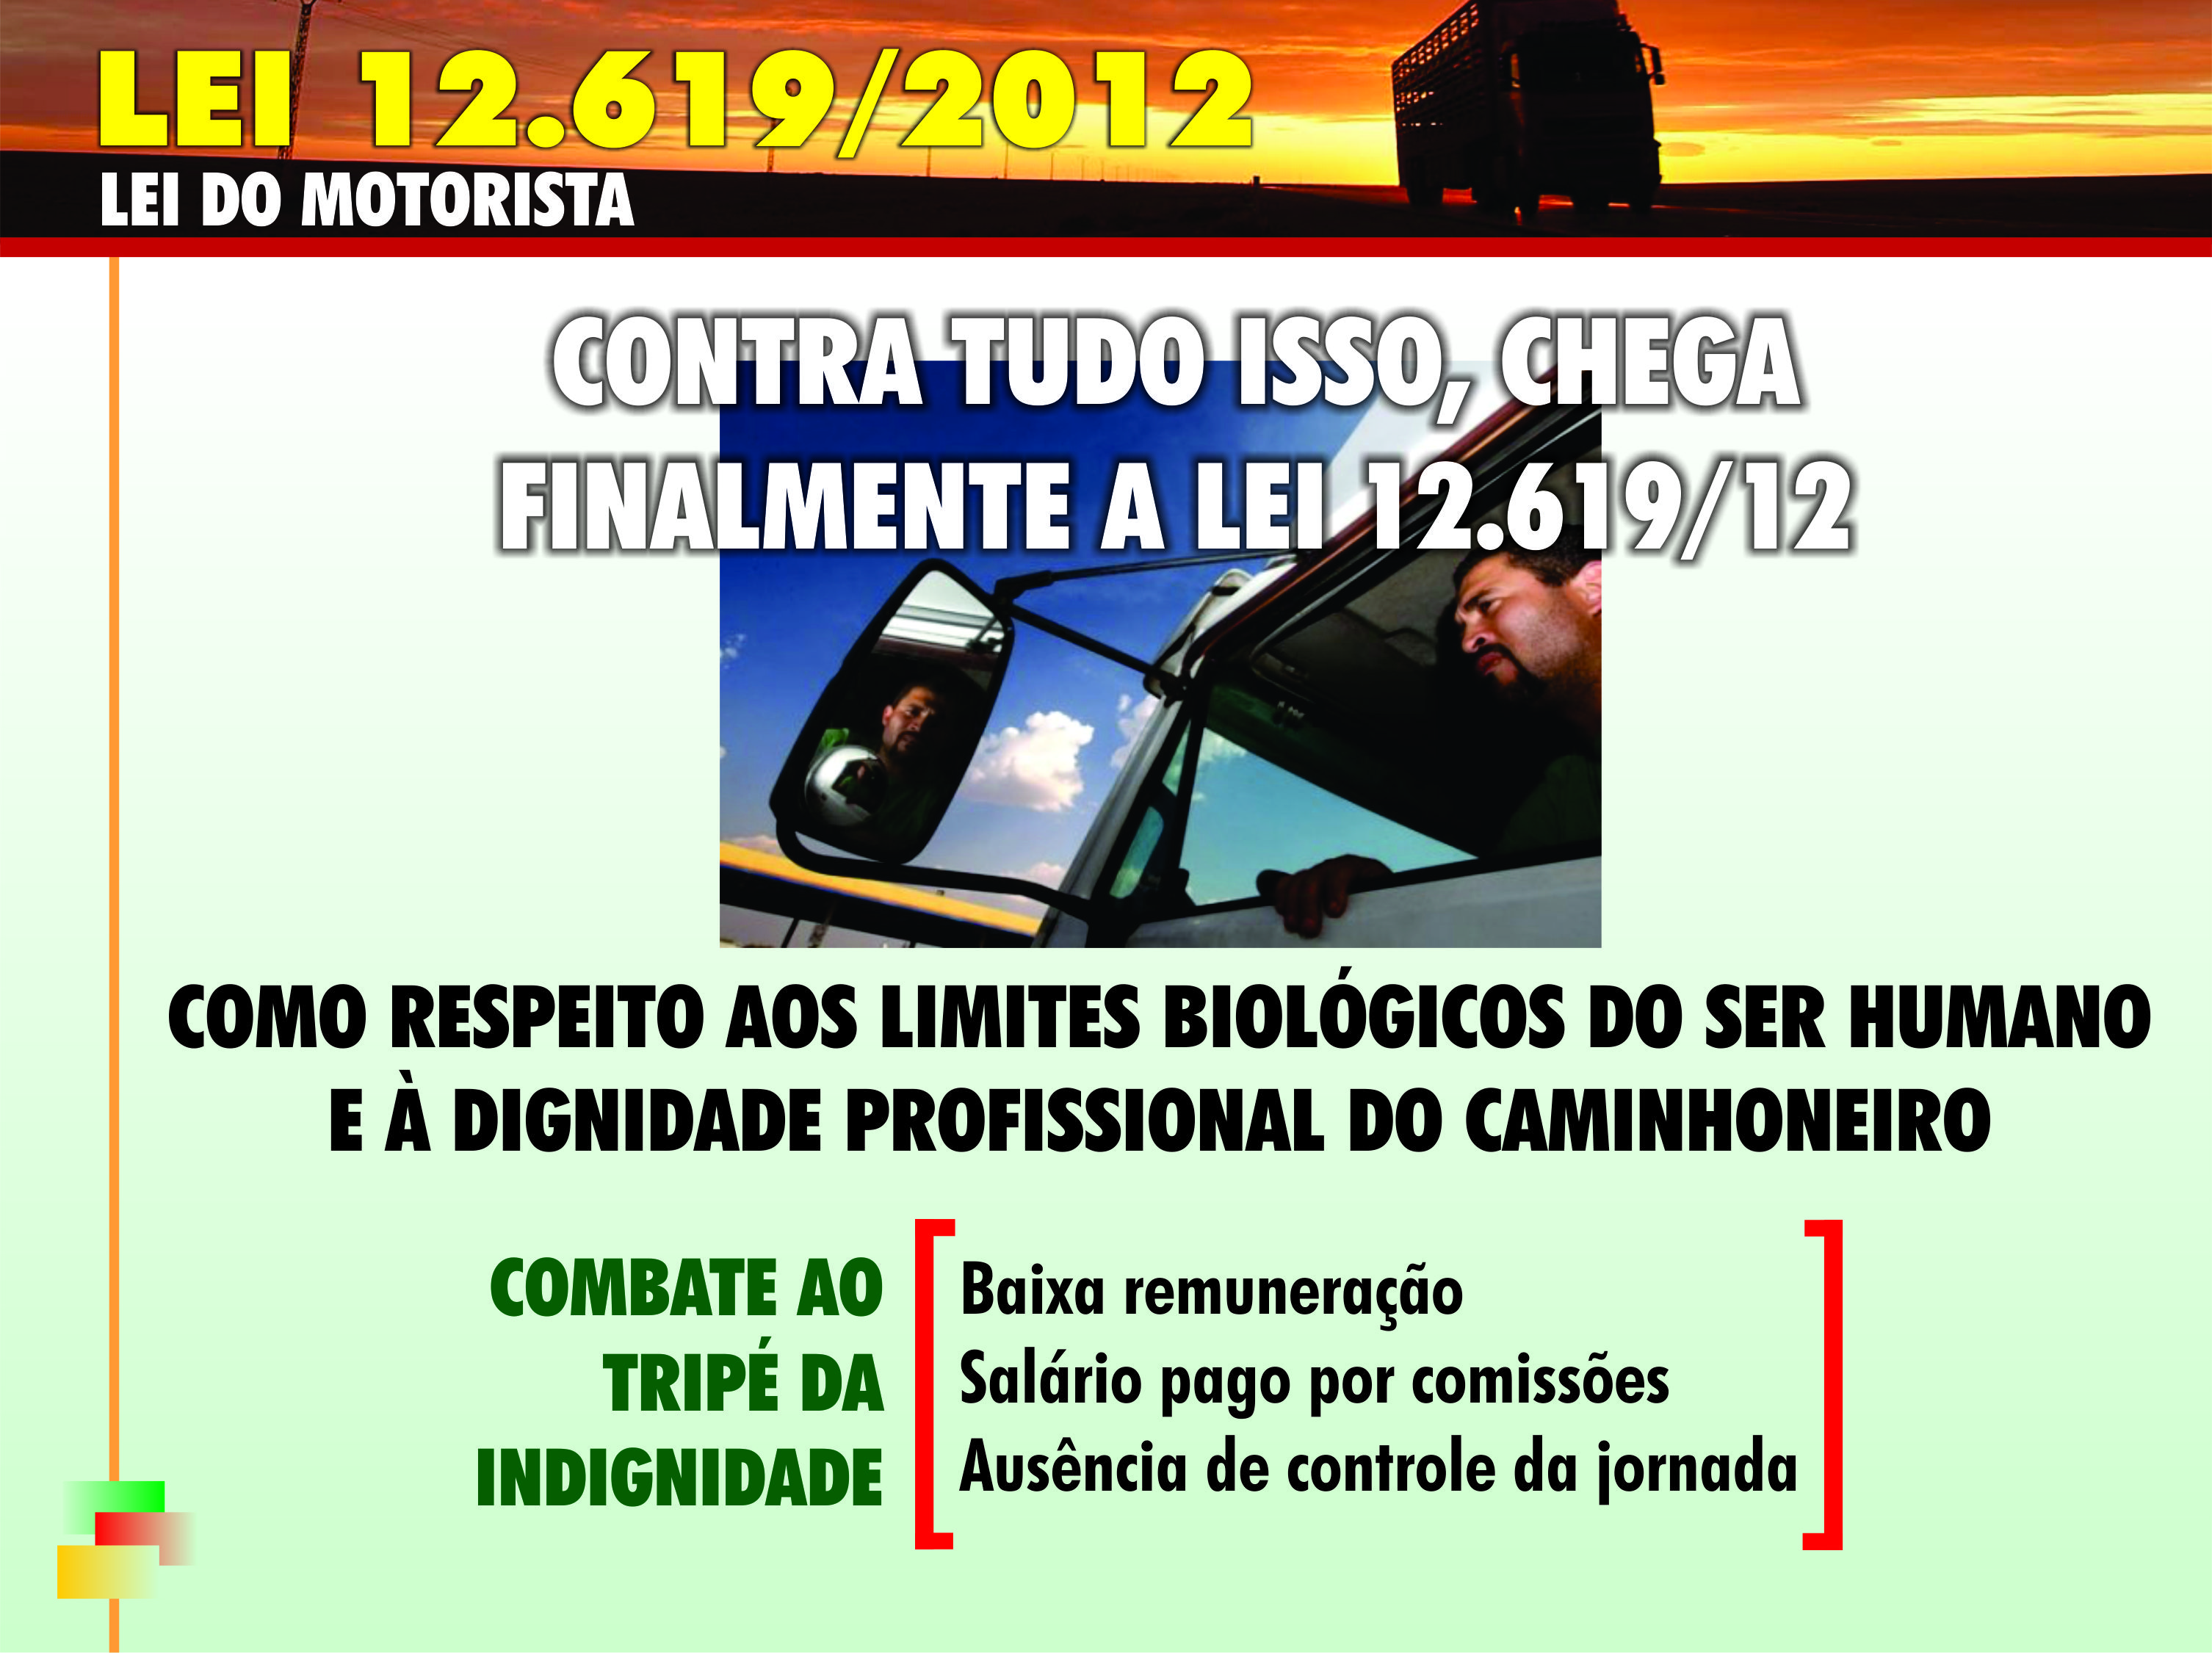 LEI 12.619/2012
LEI DO MOTORISTA
CONTRA TUDO ISSO, CHEGA
FINALMENTE A LEI 12.619/12
COMO RESPEITO AOS LIMITES BIOLÓGICOS DO SER HUMANO
E À DIGNIDADE PROFISSIONAL DO CAMINHONEIRO
COMBATE AO
TRIPÉ DA
INDIGNIDADE
Baixa remuneração
Salário pago por comissões
Ausência de controle da jornada